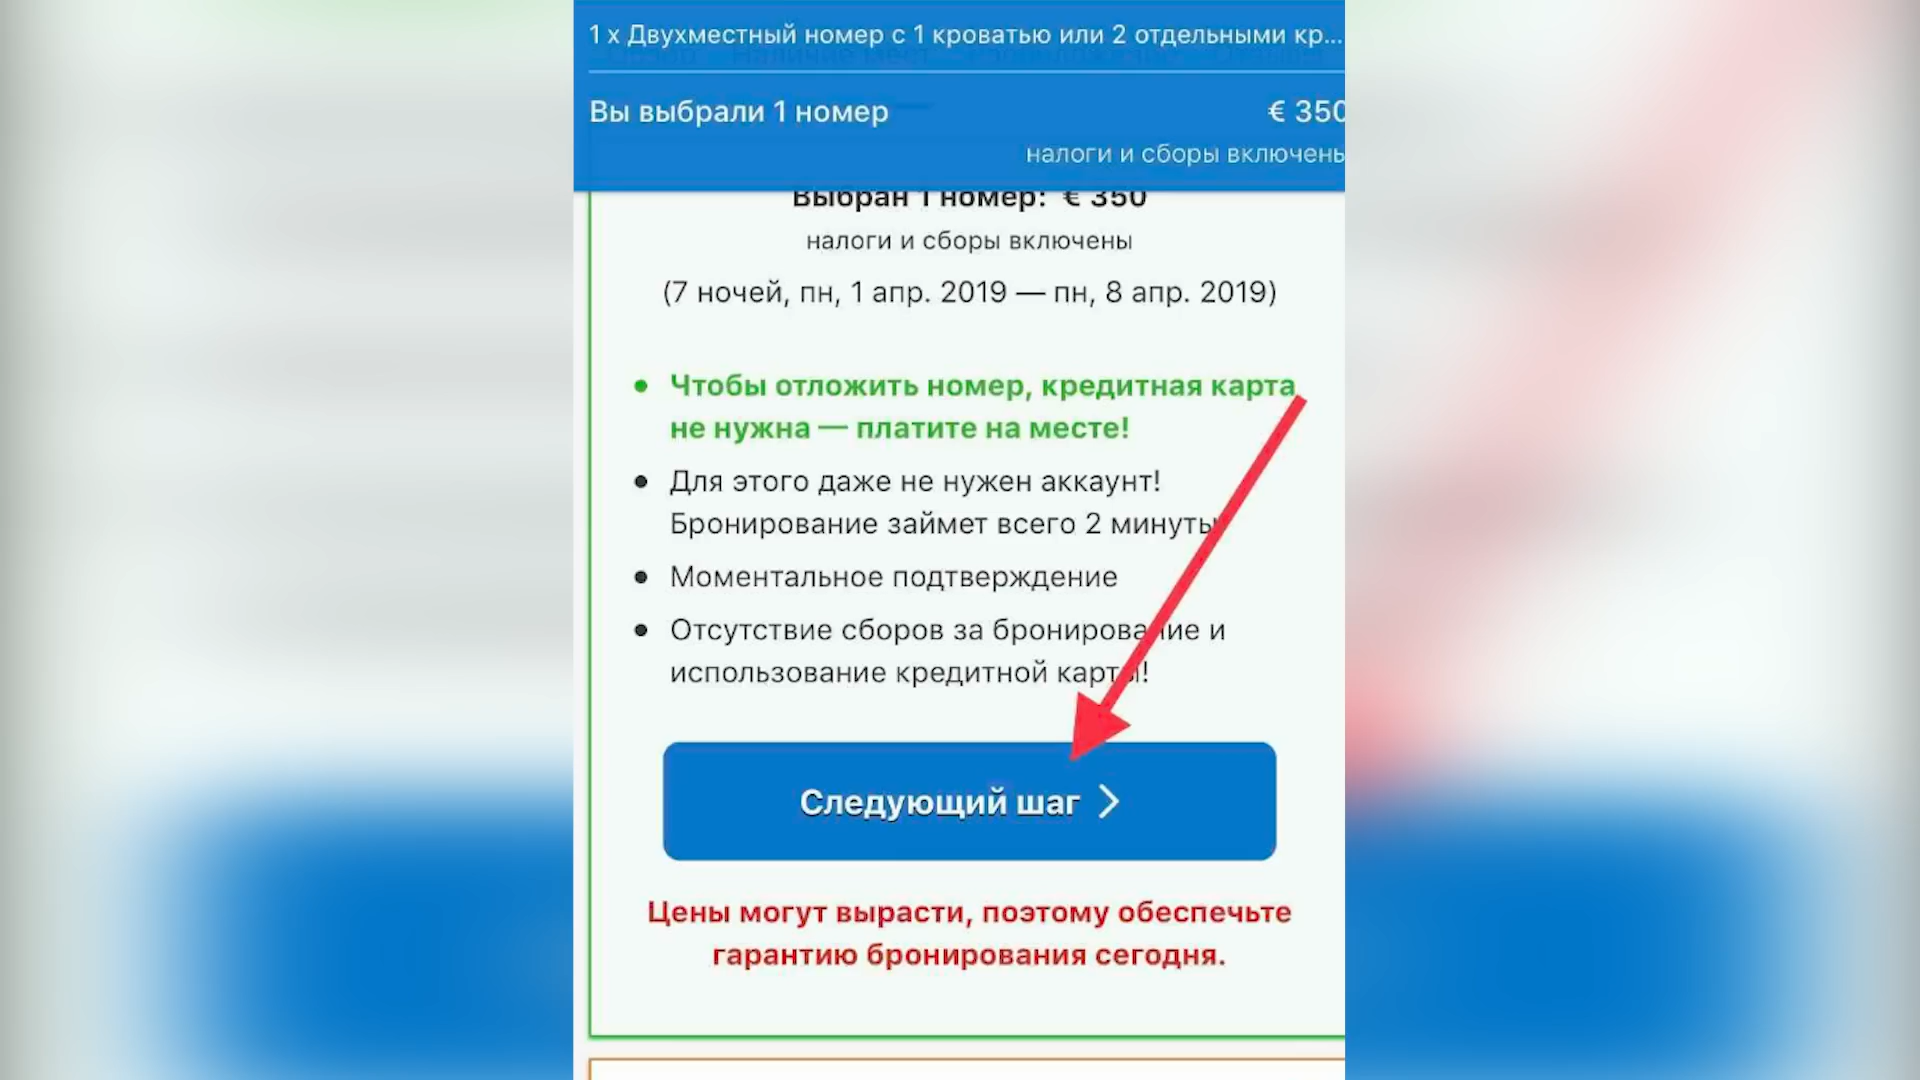 1 x Двухместный номер с 1 кроватью или 2 отдельными кр...
Вы выбрали 1 номер
€ 350
налоги и сборы включены
Выбран 1 номер: € 350
налоги и сборы включены
(7 ночей, пн, 1 апр. 2019 — пн, 8 апр. 2019)
• Чтобы отложить номер, кредитная карта
не нужна — платите на месте!
• Для этого даже не нужен аккаунт!
Бронирование займет всего 2 минуты
• Моментальное подтверждение
• Отсутствие сборов за бронирование и
использование кредитной карты!
Следующий шаг
Цены могут вырасти, поэтому обеспечьте
гарантию бронирования сегодня.